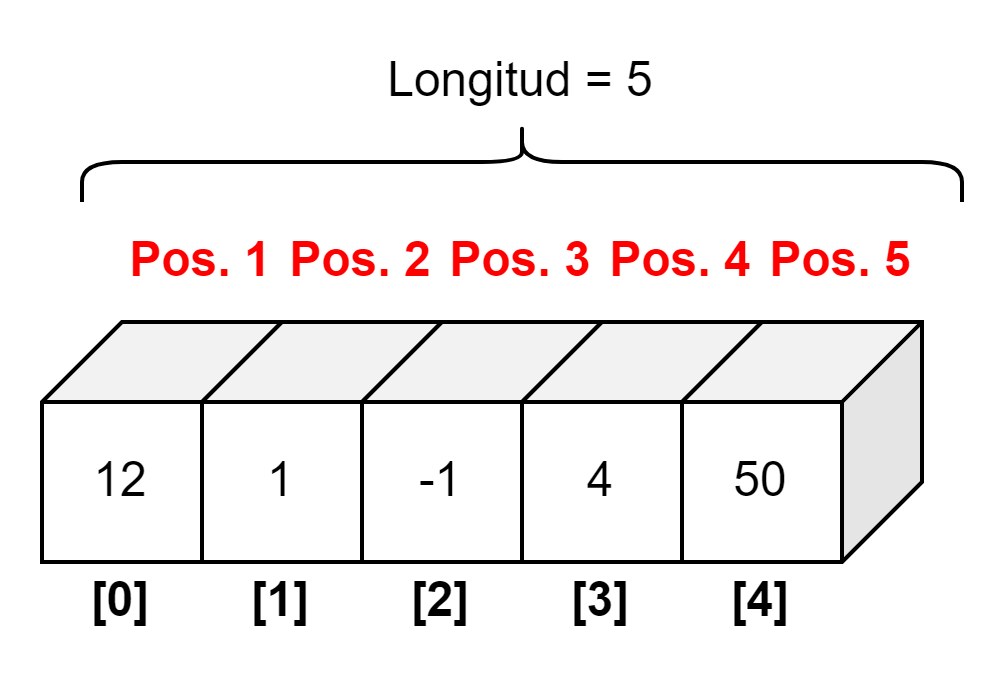 Longitud = 5
Pos. 1 Pos. 2 Pos. 3 Pos. 4 Pos. 5
12 1 -1 4 50
[0] [1] [2] [3] [4]